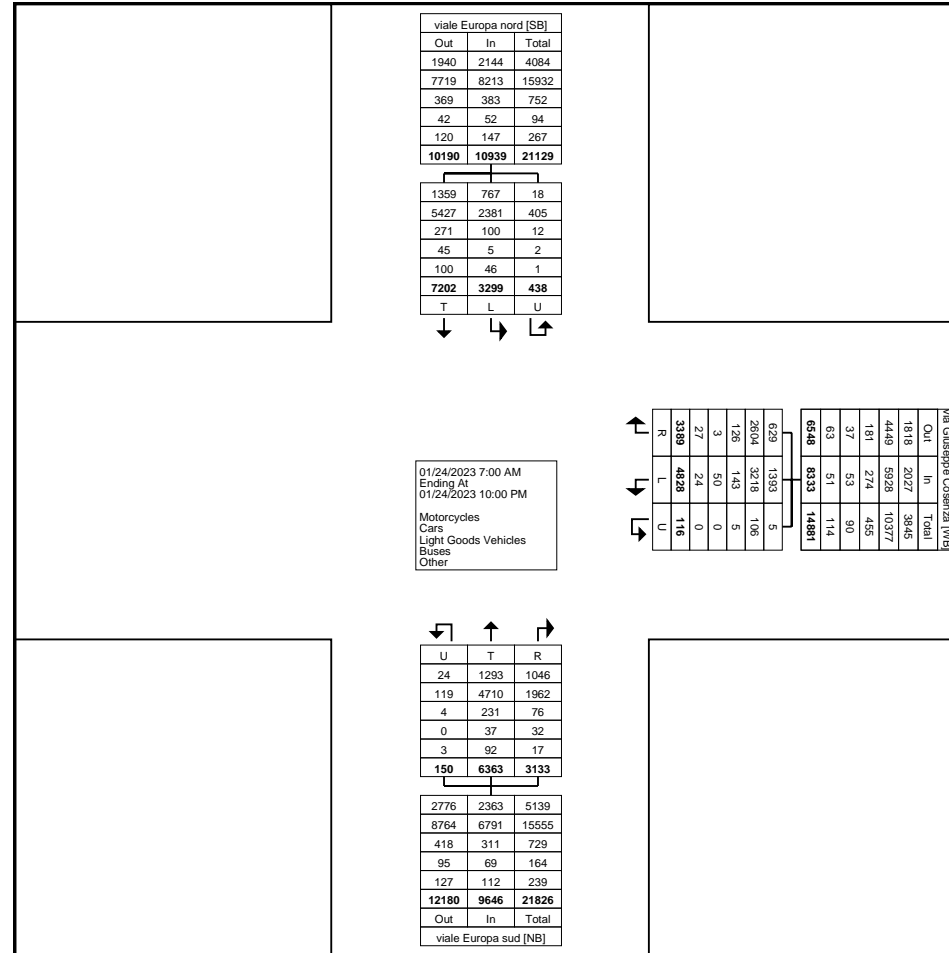 viale Europa nord [SB]
Out In Total
1940 2144 4084
7719 8213 15932
369 383 752
42 52 94
120 147 267
10190 10939 21129
1359 767 18
5427 2381 405
271 100 12
45 5 2
100 46 1
7202 3299 438
T L U
via Giuseppe Cosenza [WB]
Out In Total
1818 2027 3845
4449 5928 10377
181 274 455
37 53 90
63 51 114
6548 8333 14881
629 1393 5
2604 3218 106
126 143 5
3 50 0
27 24 0
3389 4828 116
R L U
01/24/2023 7:00 AM
Ending At
01/24/2023 10:00 PM
Motorcycles
Cars
Light Goods Vehicles
Buses
Other
U T R
24 1293 1046
119 4710 1962
4 231 76
0 37 32
3 92 17
150 6363 3133
2776 2363 5139
8764 6791 15555
418 311 729
95 69 164
127 112 239
12180 9646 21826
Out In Total
viale Europa sud [NB]